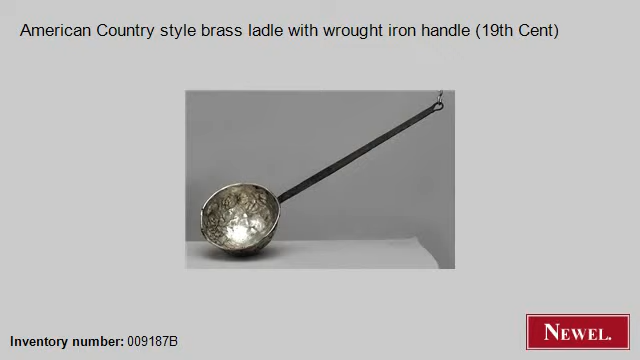 American Country style brass ladle with wrought iron handle (19th Cent)
Inventory number: 009187B
NEWEL.